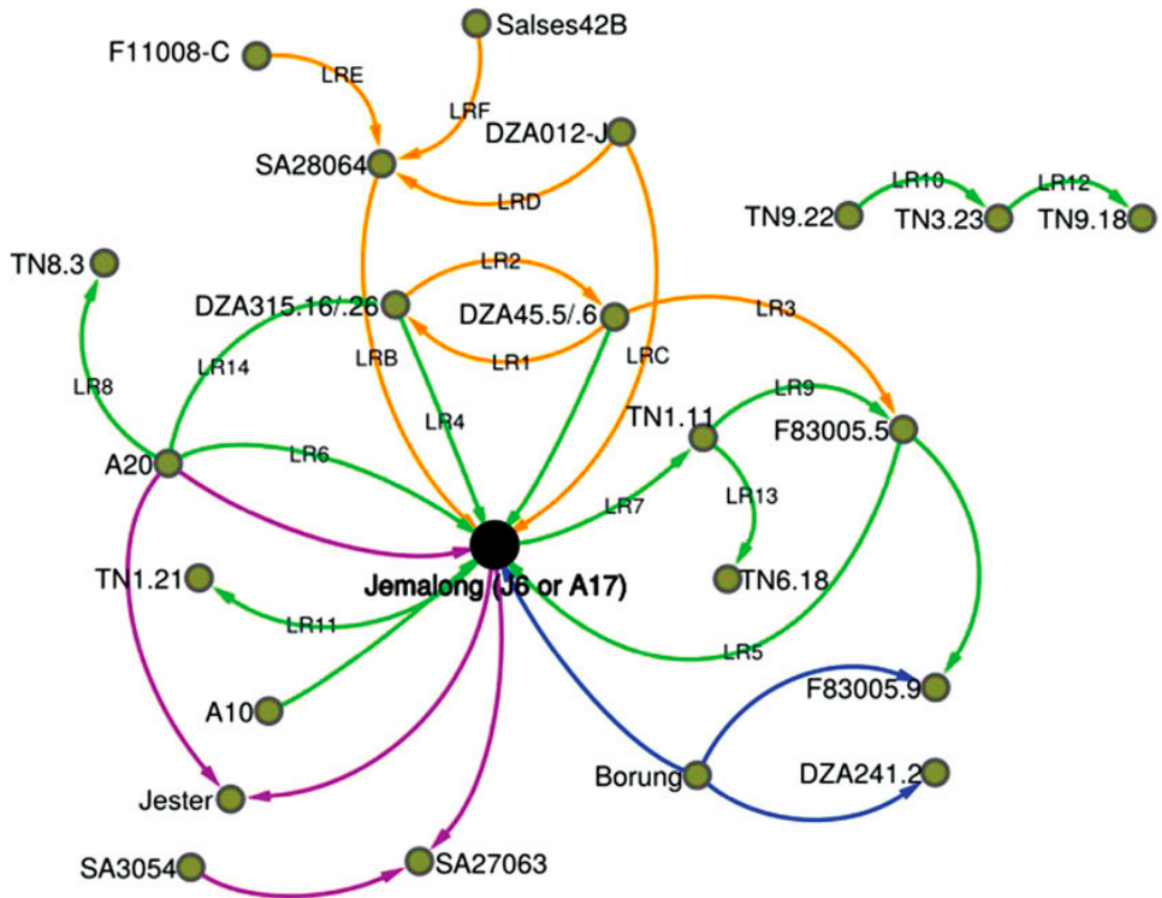 Salses42B
F11008-C
LRE
LRF
DZA012-J
SA28064
LRD
LR10
LR12
TN9.22
TN3.23
TN9.18
TN8.3
LR2
DZA315.16/.26
DZA45.5/.6
LR3
LRB
LR1
LRC
LR14
LR8
LR9
TN1.11
LR4
F83005.5
LR6
A20
LR13
LR7
TN1.21
Jemalong (J6 or A17)
TN6.18
LR11
LR5
F83005.9
A10
Borung
DZA241.2
Jester
SA3054
SA27063